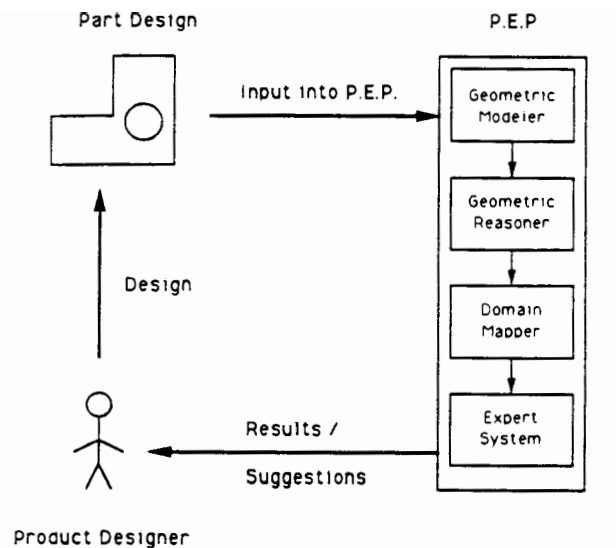 Part Design
P.E.P
Input into P.E.P.
Geometric
Modeler
Geometric
Reasoner
Design
Domain
Mapper
Results /
Suggestions
Expert
System
Product Designer